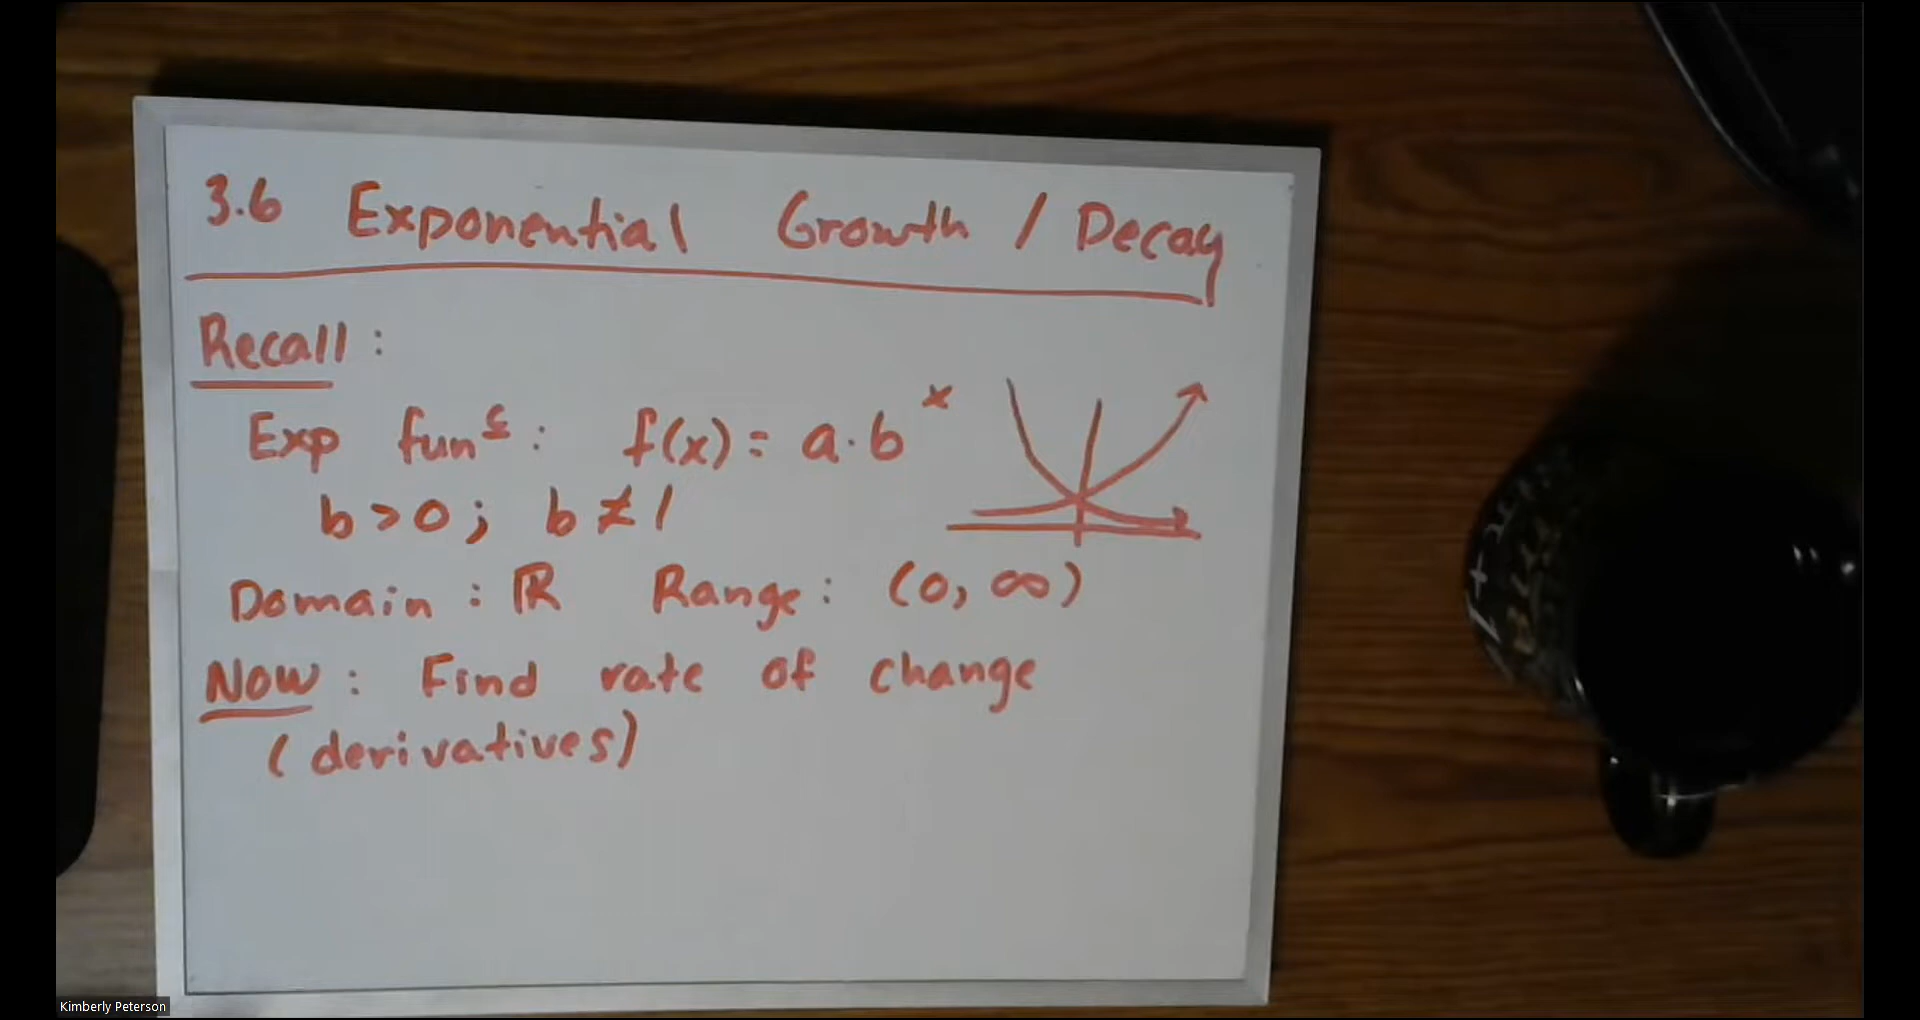 3.6 Exponential Growth / Decay
Recall:
Exp func: f(x) = a·b^x
b > 0; b ≠ 1
Domain: ℝ Range: (0, ∞)
Now: Find rate of change
(derivatives)
Kimberly Peterson